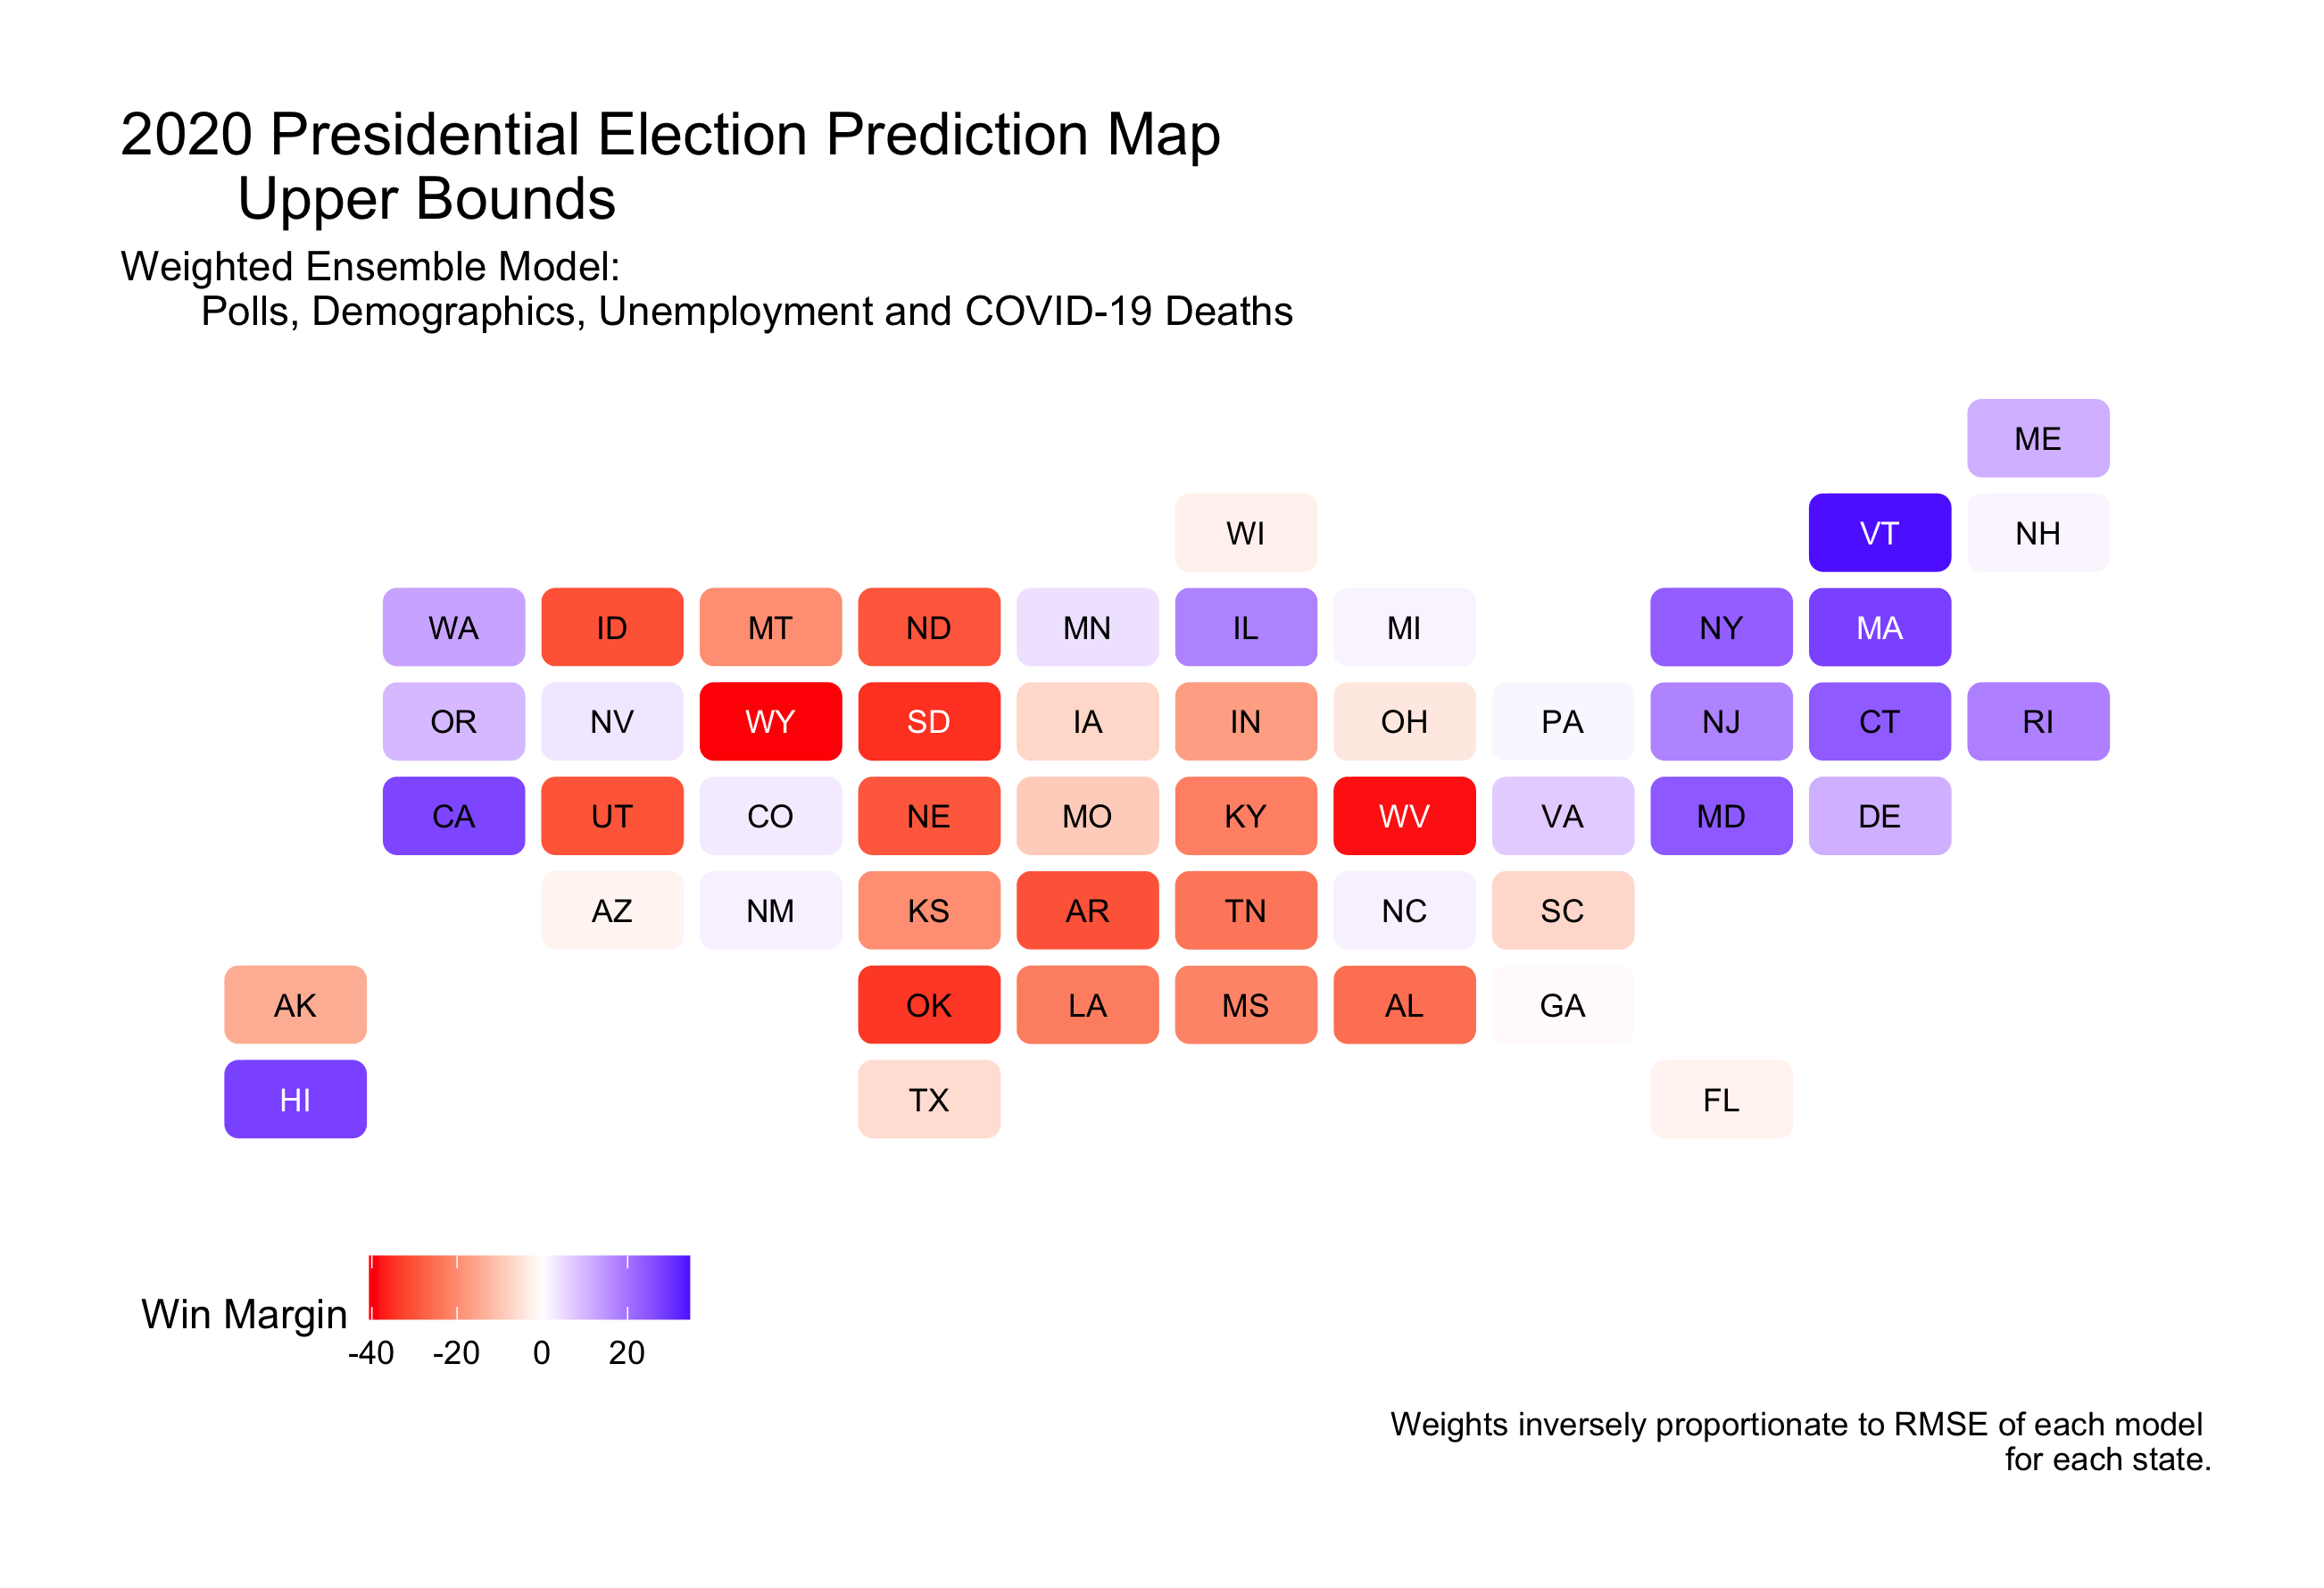 2020 Presidential Election Prediction Map
Upper Bounds
Weighted Ensemble Model:
Polls, Demographics, Unemployment and COVID-19 Deaths
ME
WI VT NH
WA ID MT ND MN IL MI NY MA
OR NV WY SD IA IN OH PA NJ CT RI
CA UT CO NE MO KY WV VA MD DE
AZ NM KS AR TN NC SC
AK OK LA MS AL GA
HI TX FL
Win Margin
-40 -20 0 20
Weights inversely proportionate to RMSE of each model
for each state.